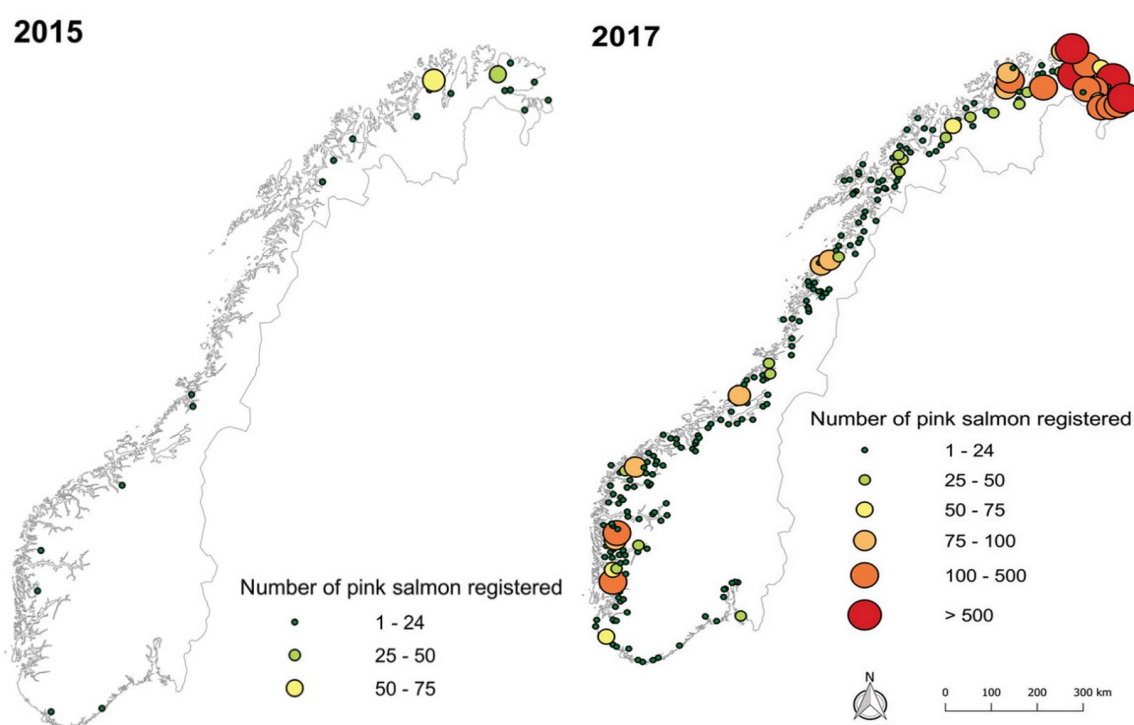 2015
Number of pink salmon registered
1 - 24
25 - 50
50 - 75
2017
Number of pink salmon registered
1 - 24
25 - 50
50 - 75
75 - 100
100 - 500
> 500
N
0 100 200 300 km